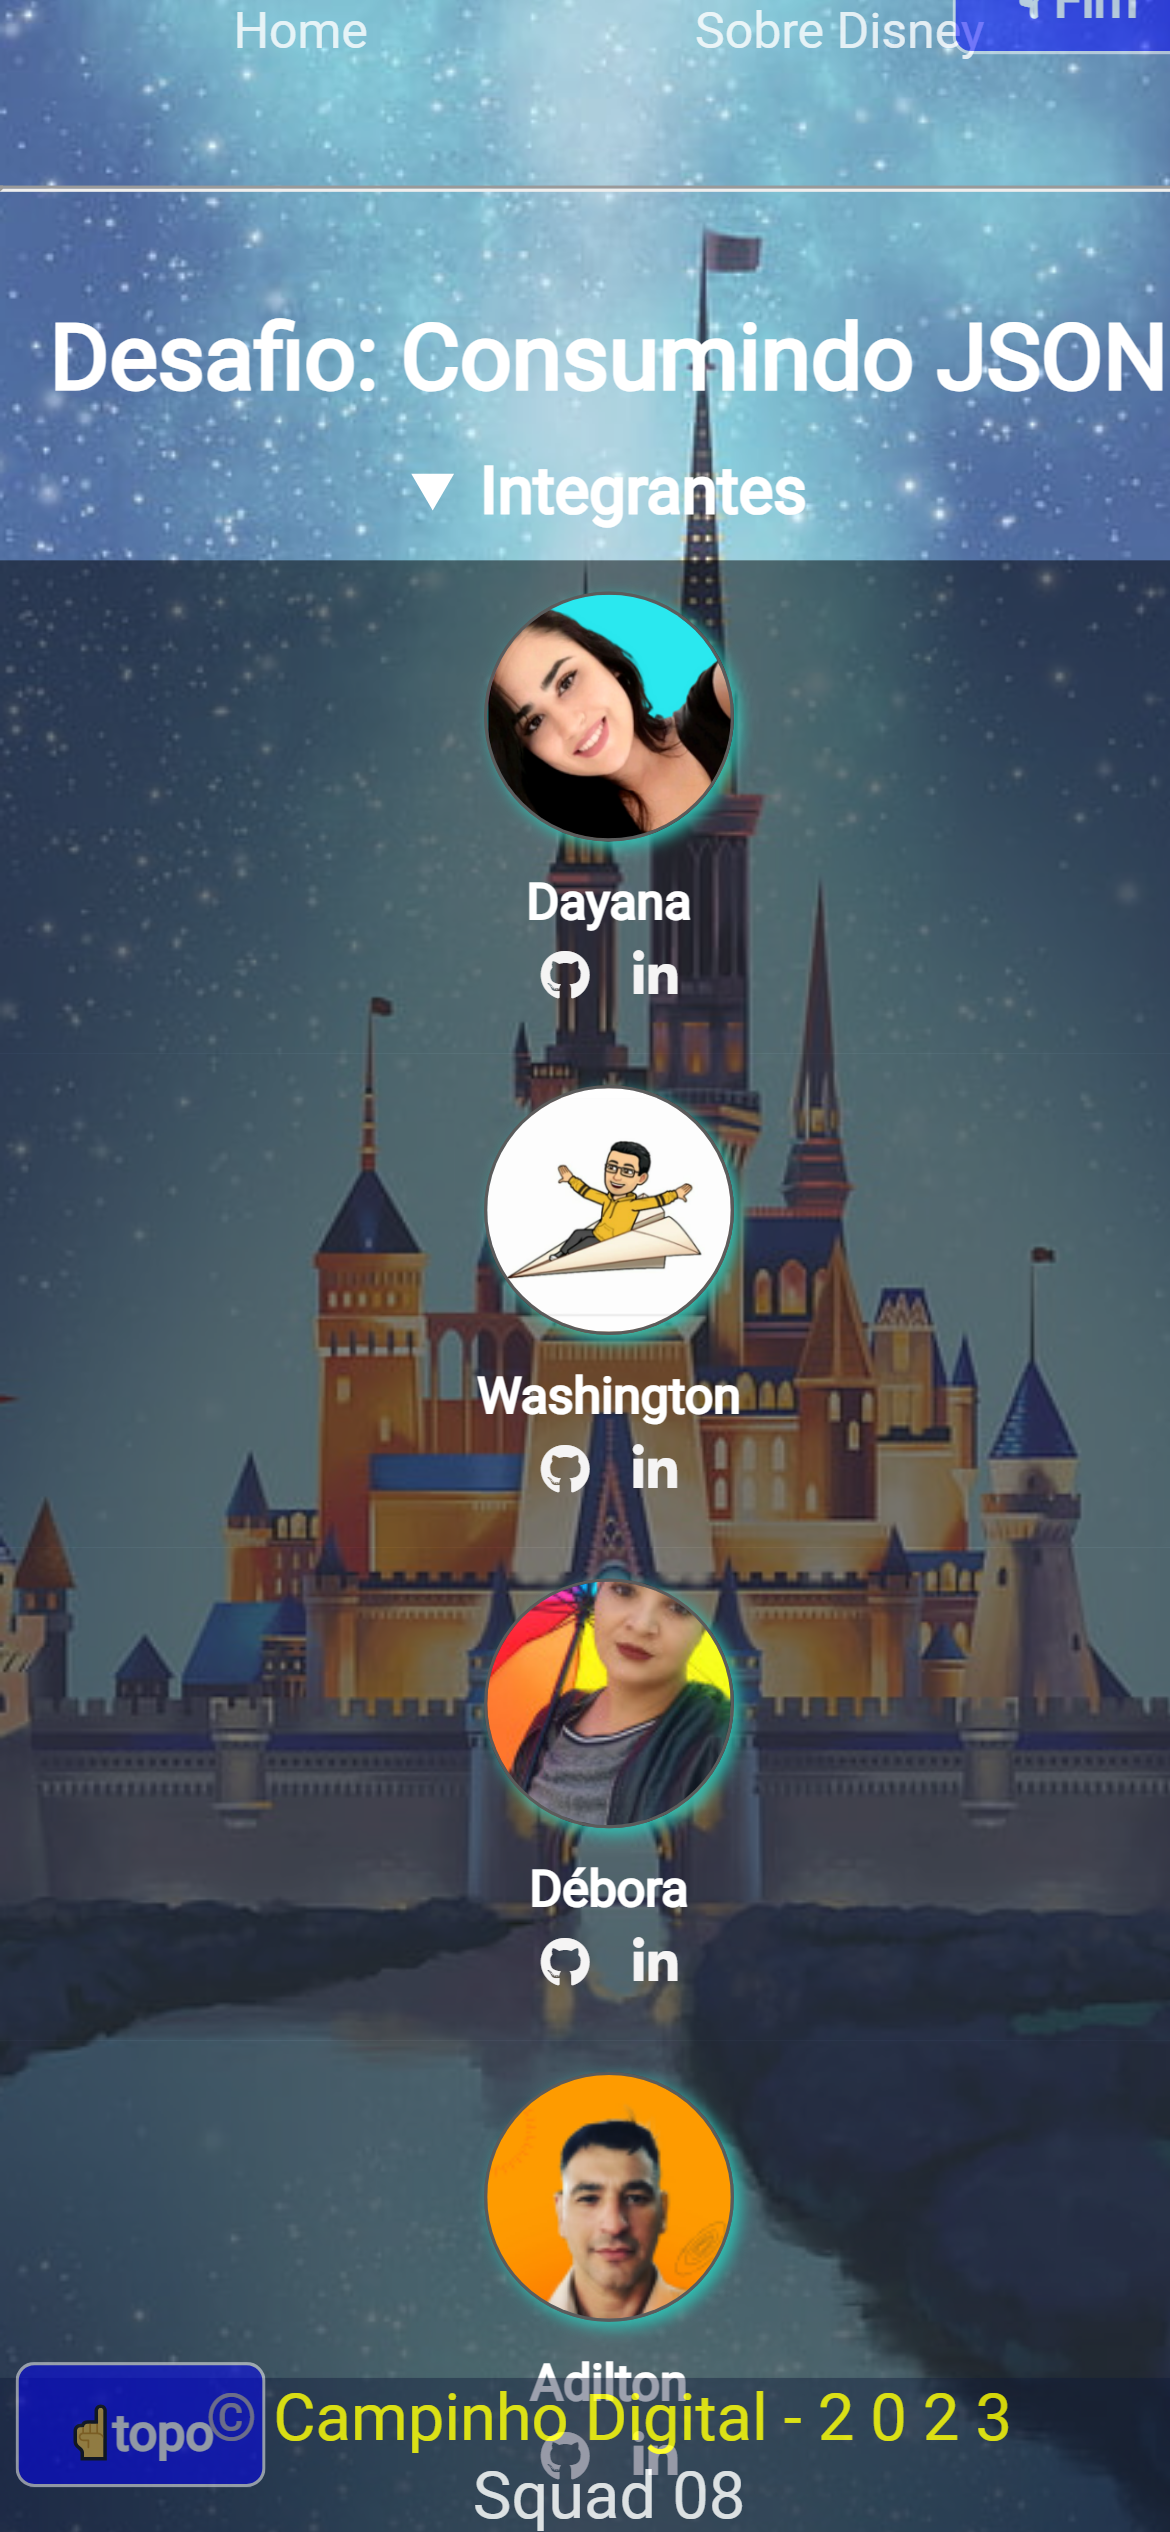 Home
Sobre Disney
Fim
Desafio: Consumindo JSON
▼ Integrantes
Dayana
in
Washington
in
Débora
in
Adilton
in
☝topo
© Campinho Digital - 2 0 2 3
Squad 08